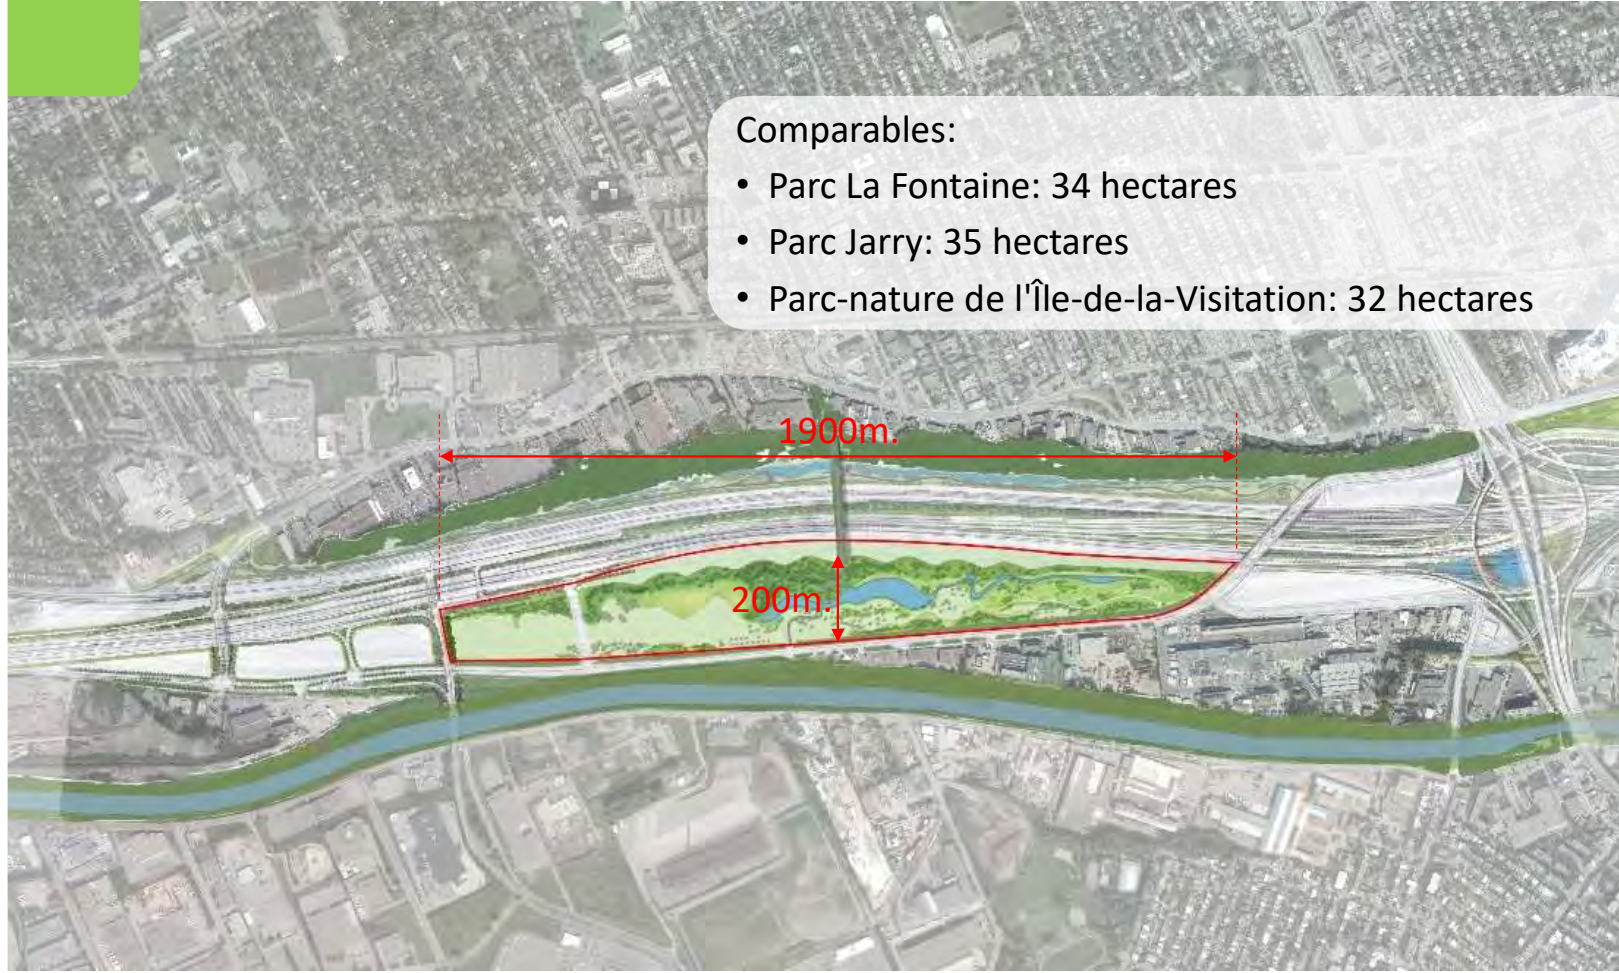 Comparables:
• Parc La Fontaine: 34 hectares
• Parc Jarry: 35 hectares
• Parc-nature de l'Île-de-la-Visitation: 32 hectares
1900m.
200m.